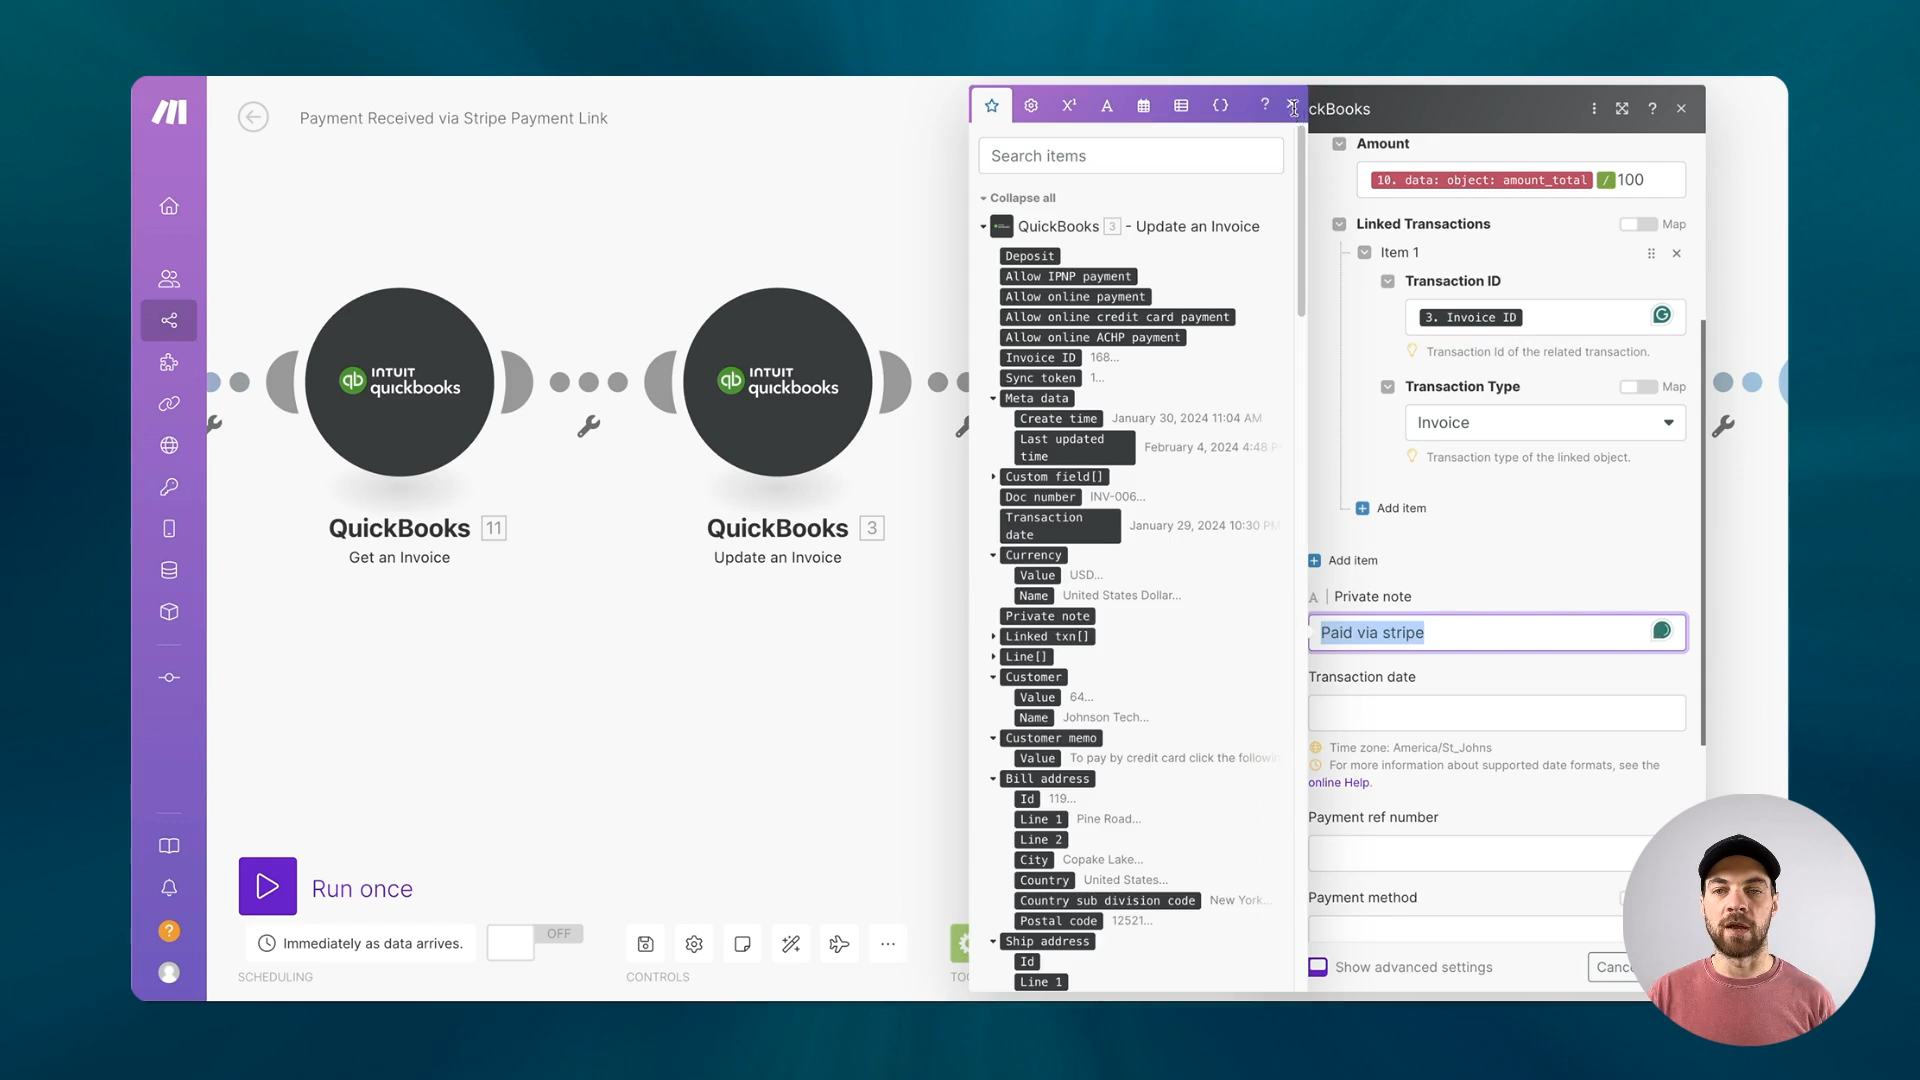 Payment Received via Stripe Payment Link
INTUIT
quickbooks
QuickBooks 11
Get an Invoice
INTUIT
quickbooks
QuickBooks 3
Update an Invoice
Run once
Immediately as data arrives.
OFF
SCHEDULING
CONTROLS
Search items
Collapse all
QuickBooks 3 - Update an Invoice
Deposit
Allow IPNP payment
Allow online payment
Allow online credit card payment
Allow online ACHP payment
Invoice ID 168...
Sync token 1...
Meta data
Create time January 30, 2024 11:04 AM
Last updated
time
February 4, 2024 4:48 P
Custom field[]
Doc number INV-006...
Transaction
date
January 29, 2024 10:30 PM
Currency
Value USD...
Name United States Dollar...
Private note
Linked txn[]
Line[]
Customer
Value 64...
Name Johnson Tech...
Customer memo
Value To pay by credit card click the followin
Bill address
Id 119...
Line 1 Pine Road...
Line 2
City Copake Lake...
Country United States...
Country sub division code New York...
Postal code 12521...
Ship address
Id
Line 1
ckBooks
Amount
10. data: object: amount_total / 100
Linked Transactions Map
Item 1
Transaction ID
3. Invoice ID
Transaction Id of the related transaction.
Transaction Type Map
Invoice
Transaction type of the linked object.
Add item
Add item
A | Private note
Paid via stripe
Transaction date
Time zone: America/St_Johns
For more information about supported date formats, see the
online Help.
Payment ref number
Payment method
Show advanced settings
Canc